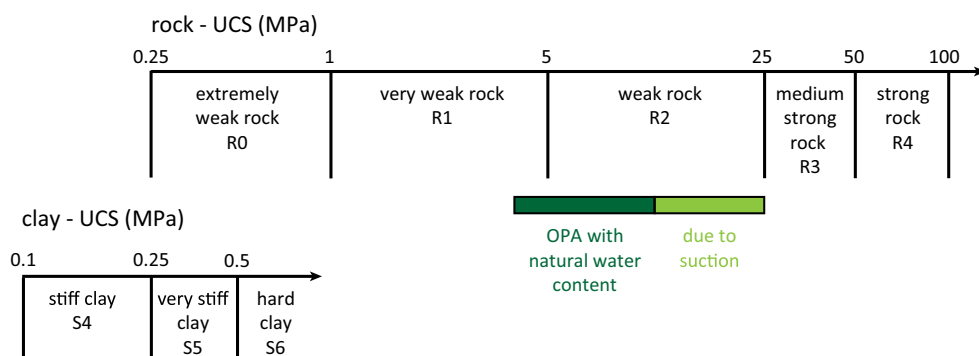 rock - UCS (MPa)
0.25 1 5 25 50 100
extremely
weak rock
R0
very weak rock
R1
weak rock
R2
medium
strong
rock
R3
strong
rock
R4
clay - UCS (MPa)
0.1 0.25 0.5
stiff clay
S4
very stiff
clay
S5
hard
clay
S6
OPA with
natural water
content
due to
suction